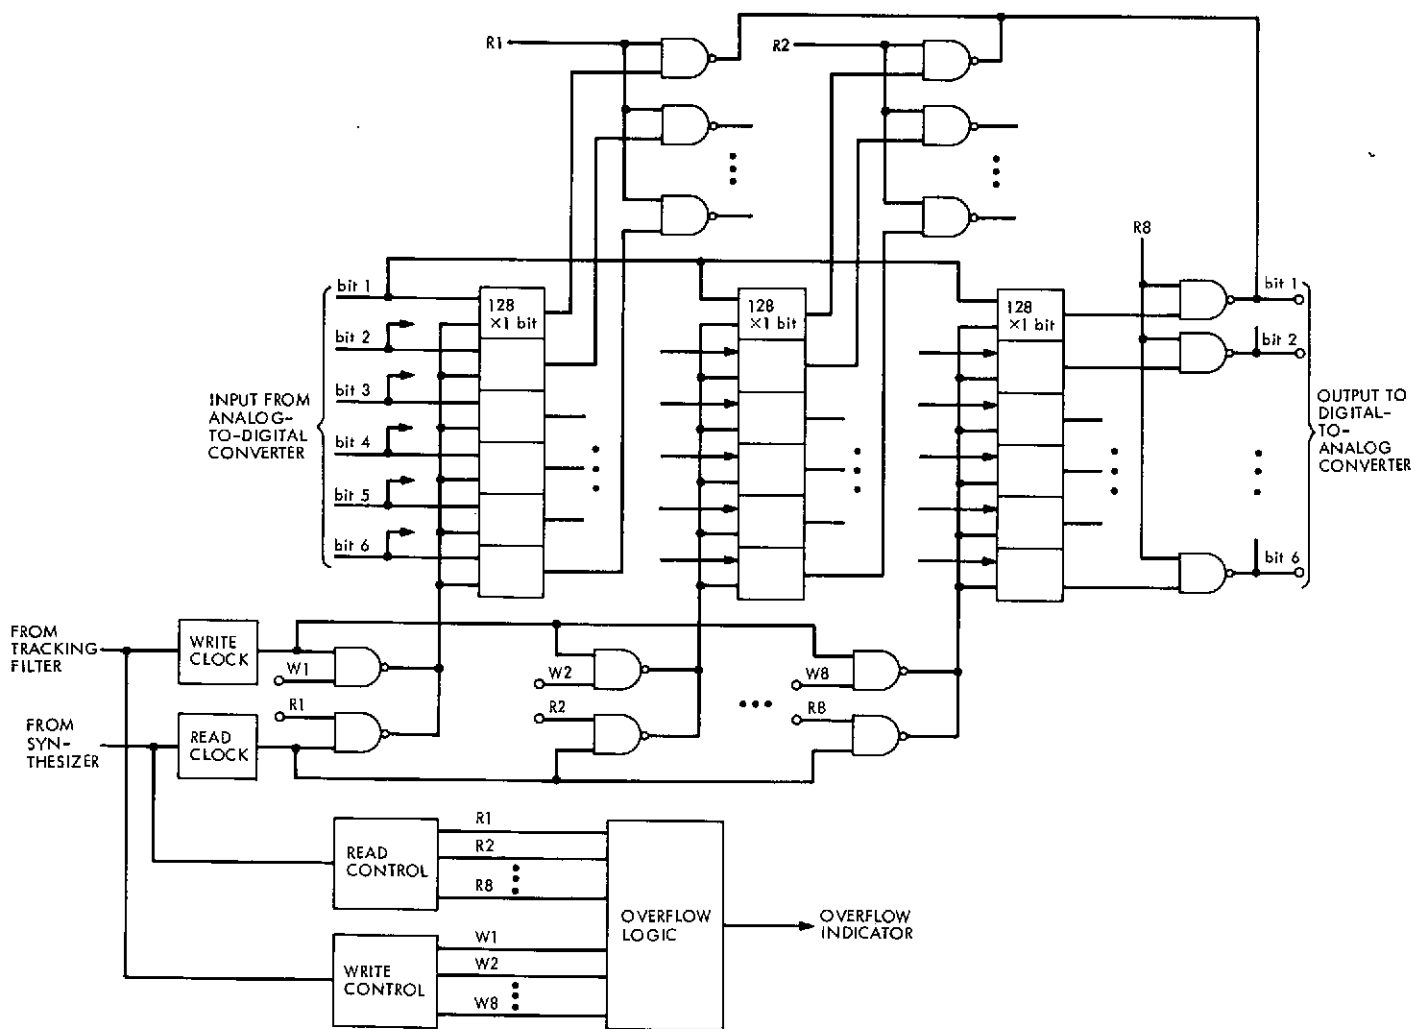 R1
R2
R8
bit 1
bit 2
bit 3
bit 4
bit 5
bit 6
INPUT FROM
ANALOG-
TO-DIGITAL
CONVERTER
128
×1 bit
128
×1 bit
128
×1 bit
bit 1
bit 2
bit 6
OUTPUT TO
DIGITAL-
TO-
ANALOG
CONVERTER
FROM
TRACKING
FILTER
WRITE
CLOCK
W1
W2
W8
R1
R2
R8
FROM
SYN-
THESIZER
READ
CLOCK
READ
CONTROL
R1
R2
R8
WRITE
CONTROL
W1
W2
W8
OVERFLOW
LOGIC
OVERFLOW
INDICATOR